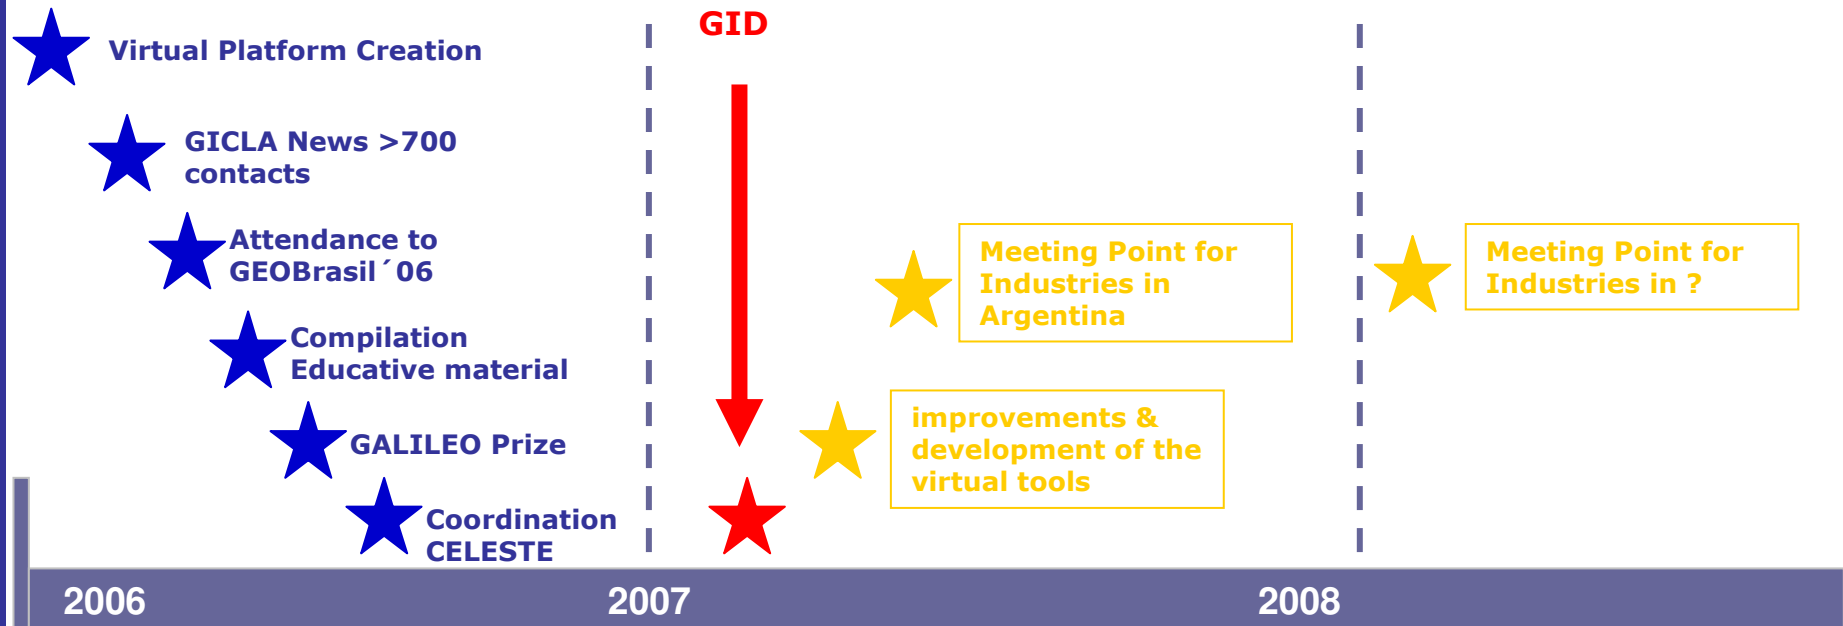 GID
Virtual Platform Creation
GICLA News >700
contacts
Attendance to
GEOBrasil´06
Compilation
Educative material
GALILEO Prize
Coordination
CELESTE
Meeting Point for
Industries in
Argentina
improvements &
development of the
virtual tools
Meeting Point for
Industries in ?
2006
2007
2008